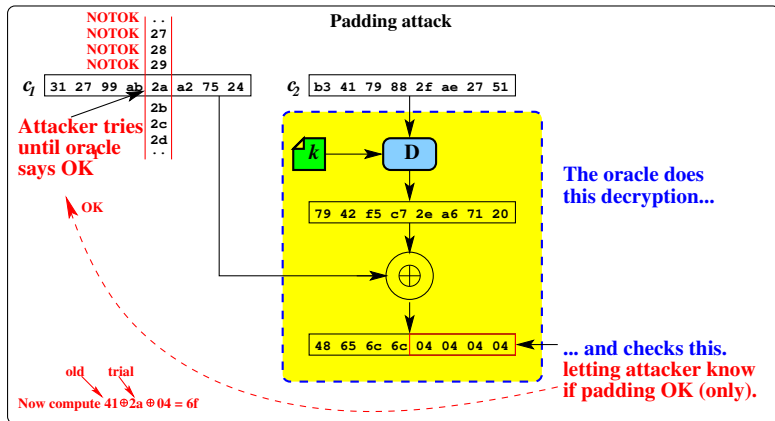 Padding attack
NOTOK ..
NOTOK 27
NOTOK 28
NOTOK 29
c1 31 27 99 ab 2a a2 75 24
c2 b3 41 79 88 2f ae 27 51
2b
2c
2d
..
Attacker tries
until oracle
says OK
k
D
The oracle does
this decryption...
OK
79 42 f5 c7 2e a6 71 20
⊕
48 65 6c 6c 04 04 04 04
... and checks this.
letting attacker know
if padding OK (only).
old trial
Now compute 41⊕2a⊕04 = 6f